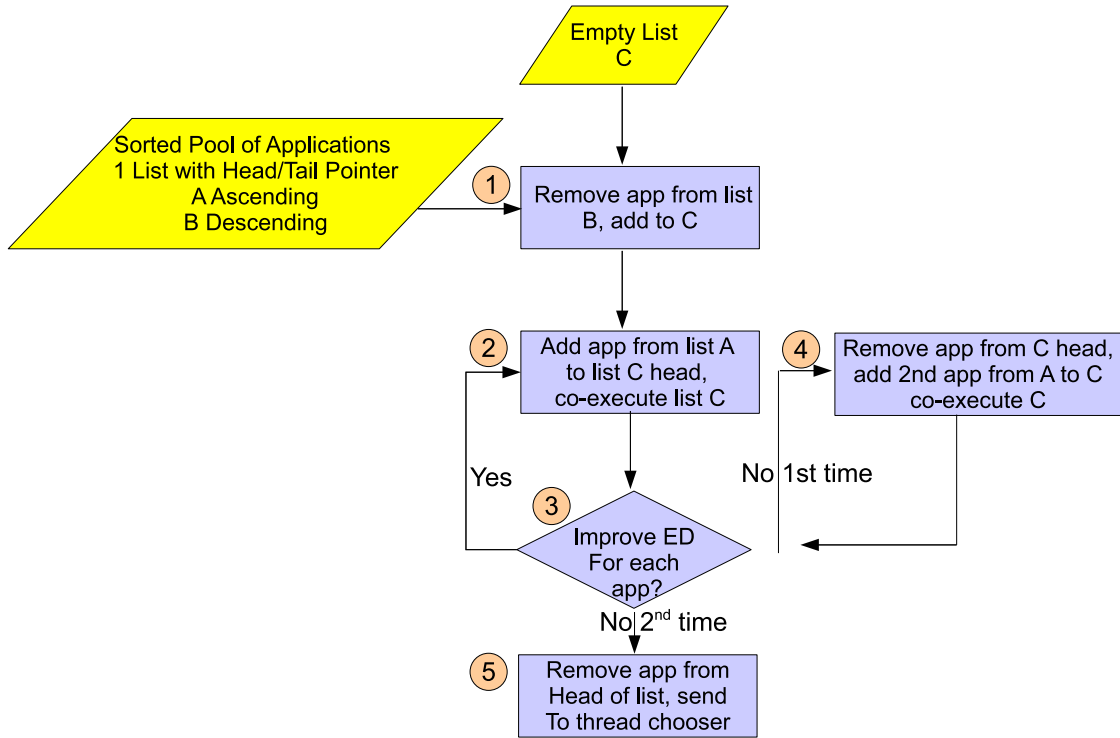 Empty List
C
Sorted Pool of Applications
1 List with Head/Tail Pointer
A Ascending
B Descending
1
Remove app from list
B, add to C
2
Add app from list A
to list C head,
co-execute list C
4
Remove app from C head,
add 2nd app from A to C
co-execute C
Yes
No 1st time
3
Improve ED
For each
app?
No 2nd time
5
Remove app from
Head of list, send
To thread chooser